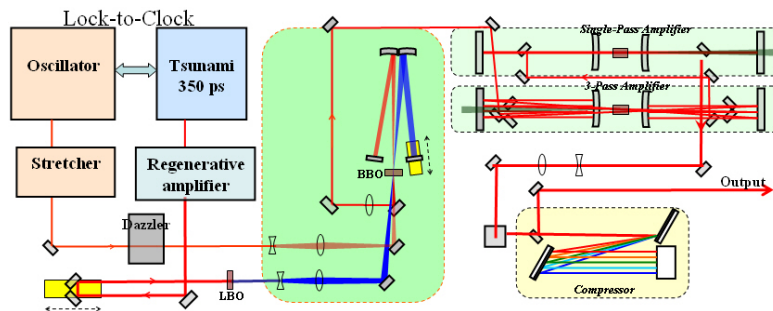 Lock-to-Clock
Oscillator
Tsunami
350 ps
Stretcher
Regenerative
amplifier
Dazzler
LBO
BBO
Single-Pass Amplifier
3-Pass Amplifier
Output
Compressor